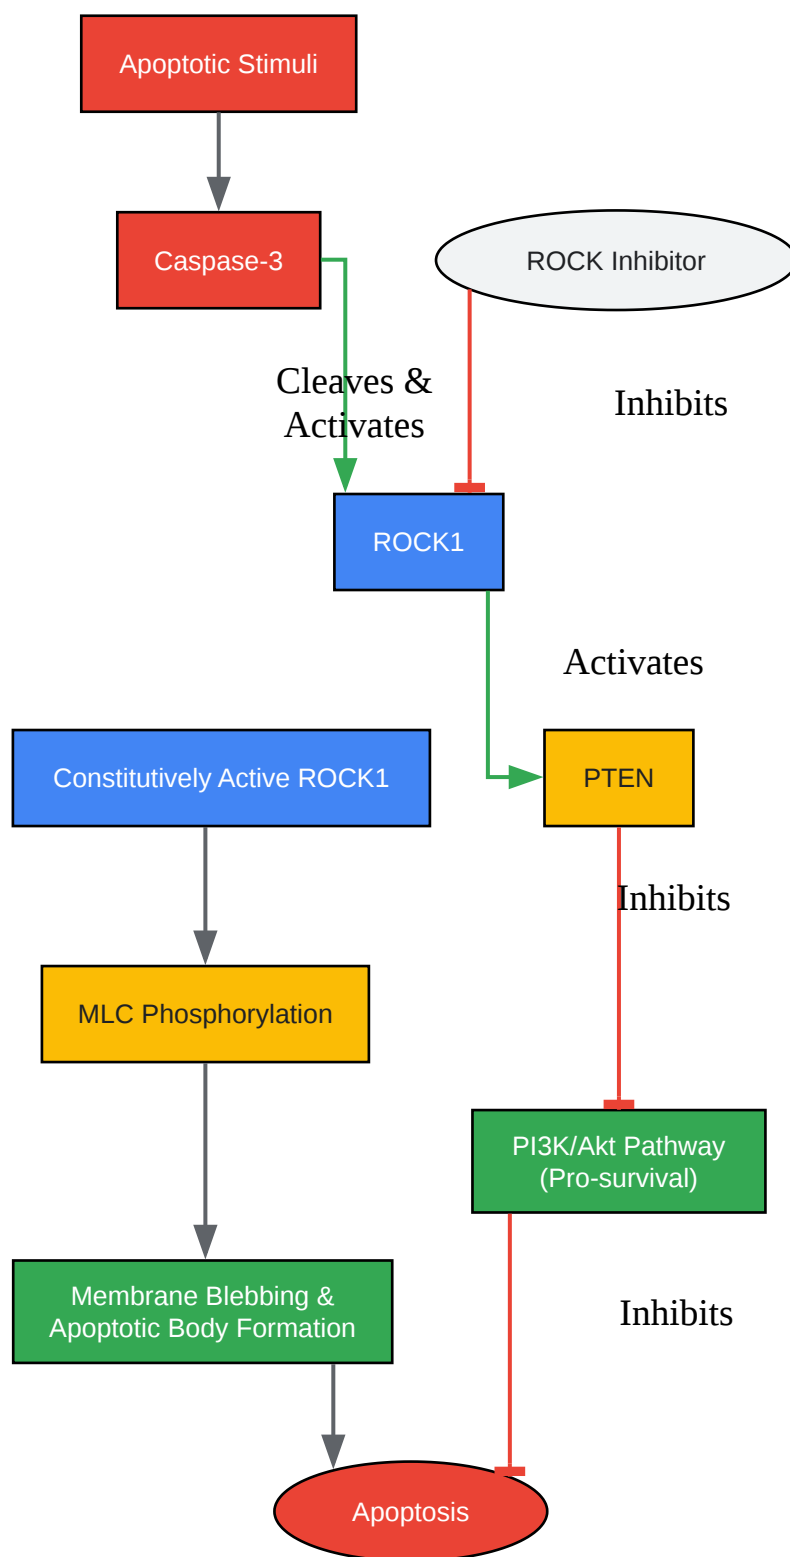 Apoptotic Stimuli
Caspase-3
ROCK Inhibitor
Cleaves &
Activates
Inhibits
ROCK1
Activates
Constitutively Active ROCK1
PTEN
Inhibits
MLC Phosphorylation
PI3K/Akt Pathway
(Pro-survival)
Membrane Blebbing &
Apoptotic Body Formation
Inhibits
Apoptosis